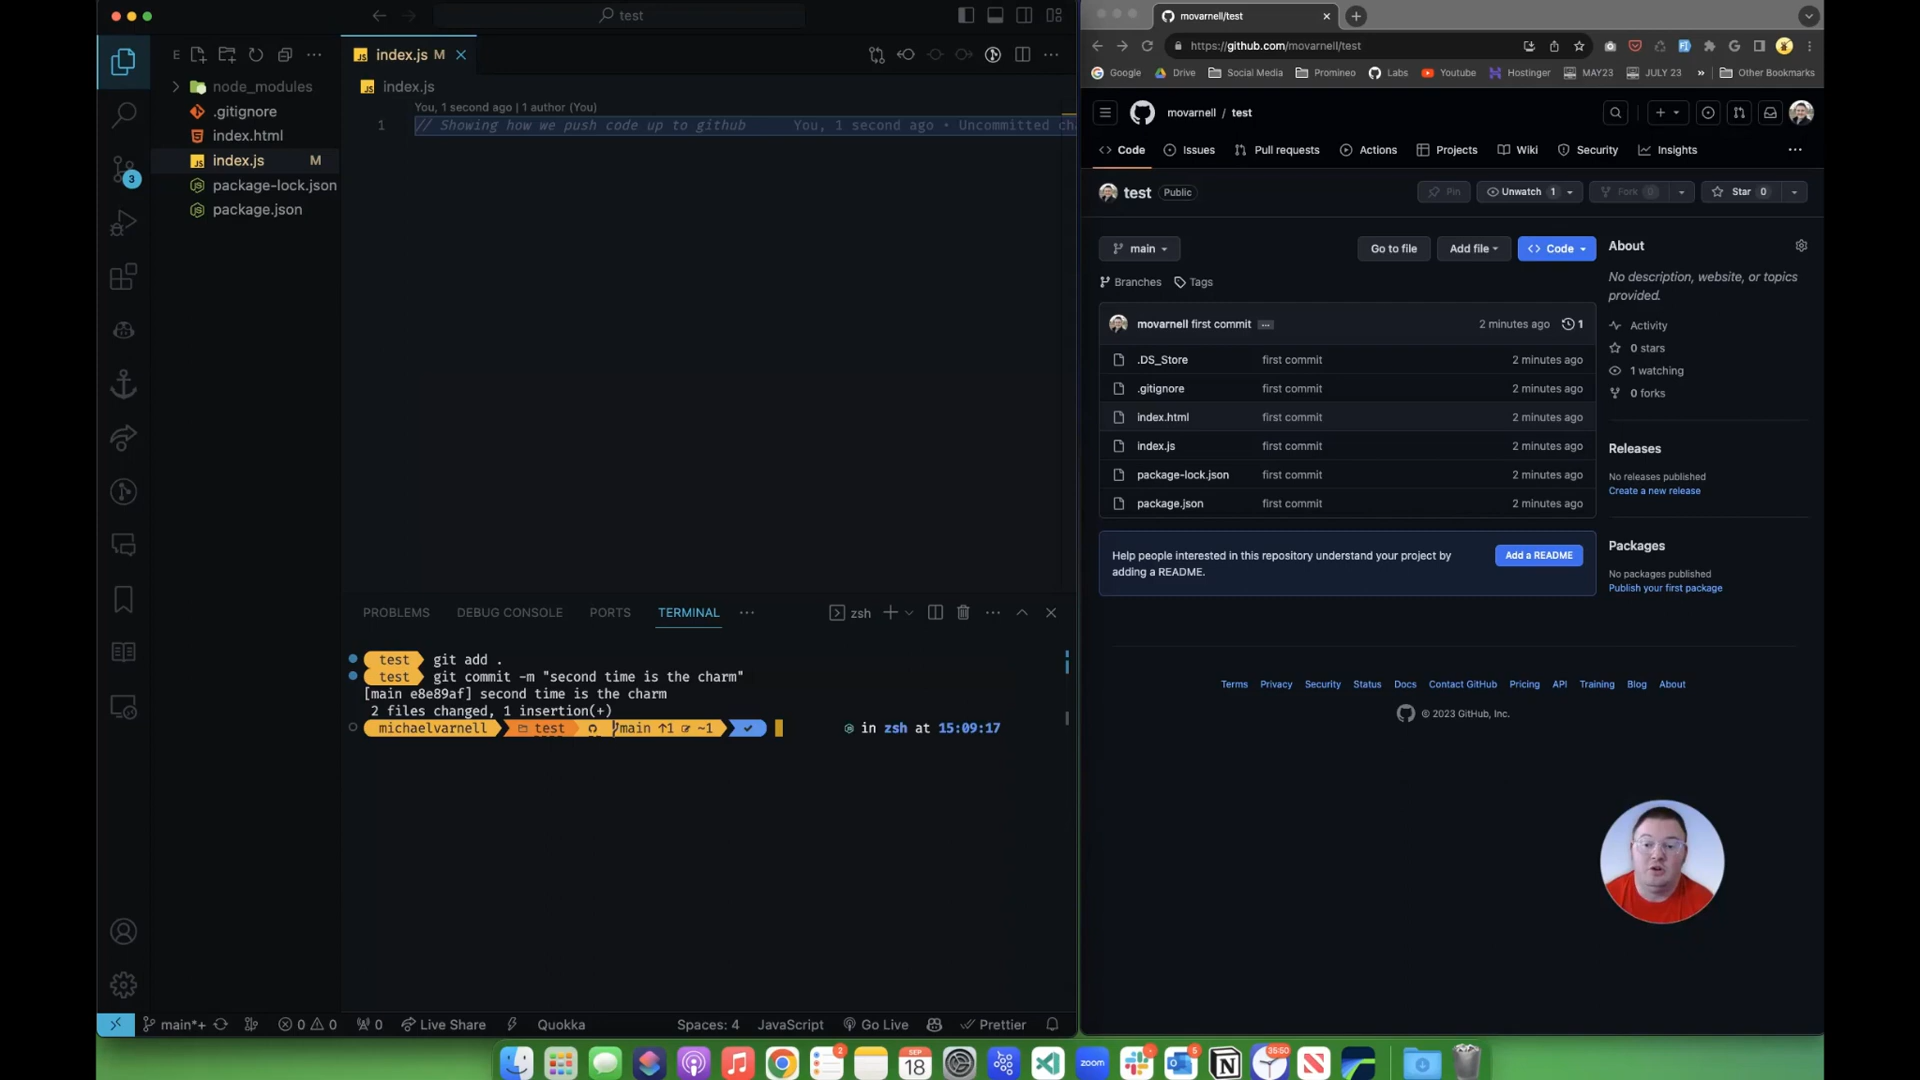 test
E
index.js M
node_modules
.gitignore
index.html
index.js M
package-lock.json
package.json
3
index.js
You, 1 second ago | 1 author (You)
1 // Showing how we push code up to github You, 1 second ago • Uncommitted cha
PROBLEMS DEBUG CONSOLE PORTS TERMINAL
zsh
test git add .
test git commit -m "second time is the charm"
[main e8e89af] second time is the charm
2 files changed, 1 insertion(+)
michaelvarnell test main ↑1 ~1 in zsh at 15:09:17
main*+ 0 0 0 Live Share Quokka Spaces: 4 JavaScript Go Live Prettier
movarnell/test
https://github.com/movarnell/test
Google Drive Social Media Promineo Labs Youtube Hostinger MAY23 JULY 23 » Other Bookmarks
movarnell / test
Code Issues Pull requests Actions Projects Wiki Security Insights
test Public
Pin Unwatch 1 Fork 0 Star 0
main Go to file Add file Code
Branches Tags
movarnell first commit 2 minutes ago 1
.DS_Store first commit 2 minutes ago
.gitignore first commit 2 minutes ago
index.html first commit 2 minutes ago
index.js first commit 2 minutes ago
package-lock.json first commit 2 minutes ago
package.json first commit 2 minutes ago
Help people interested in this repository understand your project by
adding a README.
Add a README
About
No description, website, or topics
provided.
Activity
0 stars
1 watching
0 forks
Releases
No releases published
Create a new release
Packages
No packages published
Publish your first package
Terms Privacy Security Status Docs Contact GitHub Pricing API Training Blog About
© 2023 GitHub, Inc.
2
SEP
18
zoom
5
35:50